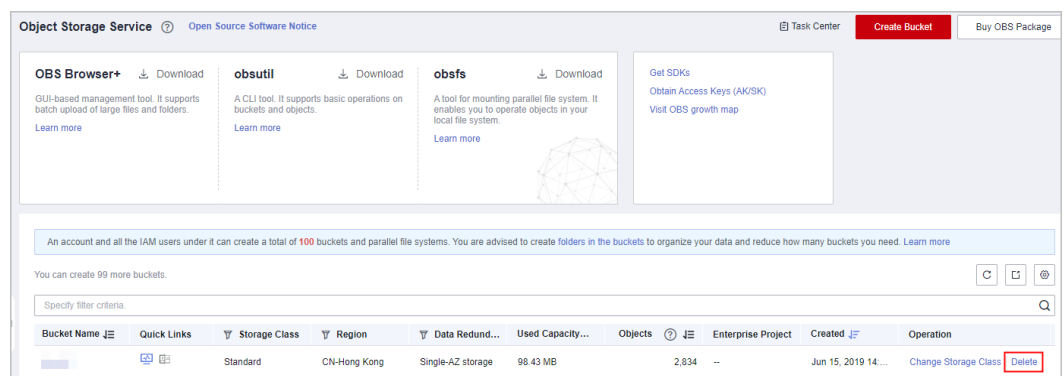 Object Storage Service ? Open Source Software Notice Task Center Create Bucket Buy OBS Package
OBS Browser+ Download
GUI-based management tool. It supports
batch upload of large files and folders.
Learn more
obsutil Download
A CLI tool. It supports basic operations on
buckets and objects.
Learn more
obsfs Download
A tool for mounting parallel file system. It
enables you to operate objects in your
local file system.
Learn more
Get SDKs
Obtain Access Keys (AK/SK)
Visit OBS growth map
An account and all the IAM users under it can create a total of 100 buckets and parallel file systems. You are advised to create folders in the buckets to organize your data and reduce how many buckets you need. Learn more
You can create 99 more buckets.
Specify filter criteria.
Bucket Name Quick Links Storage Class Region Data Redund... Used Capacity... Objects ? Enterprise Project Created Operation
Standard CN-Hong Kong Single-AZ storage 98.43 MB 2,834 -- Jun 15, 2019 14:... Change Storage Class Delete